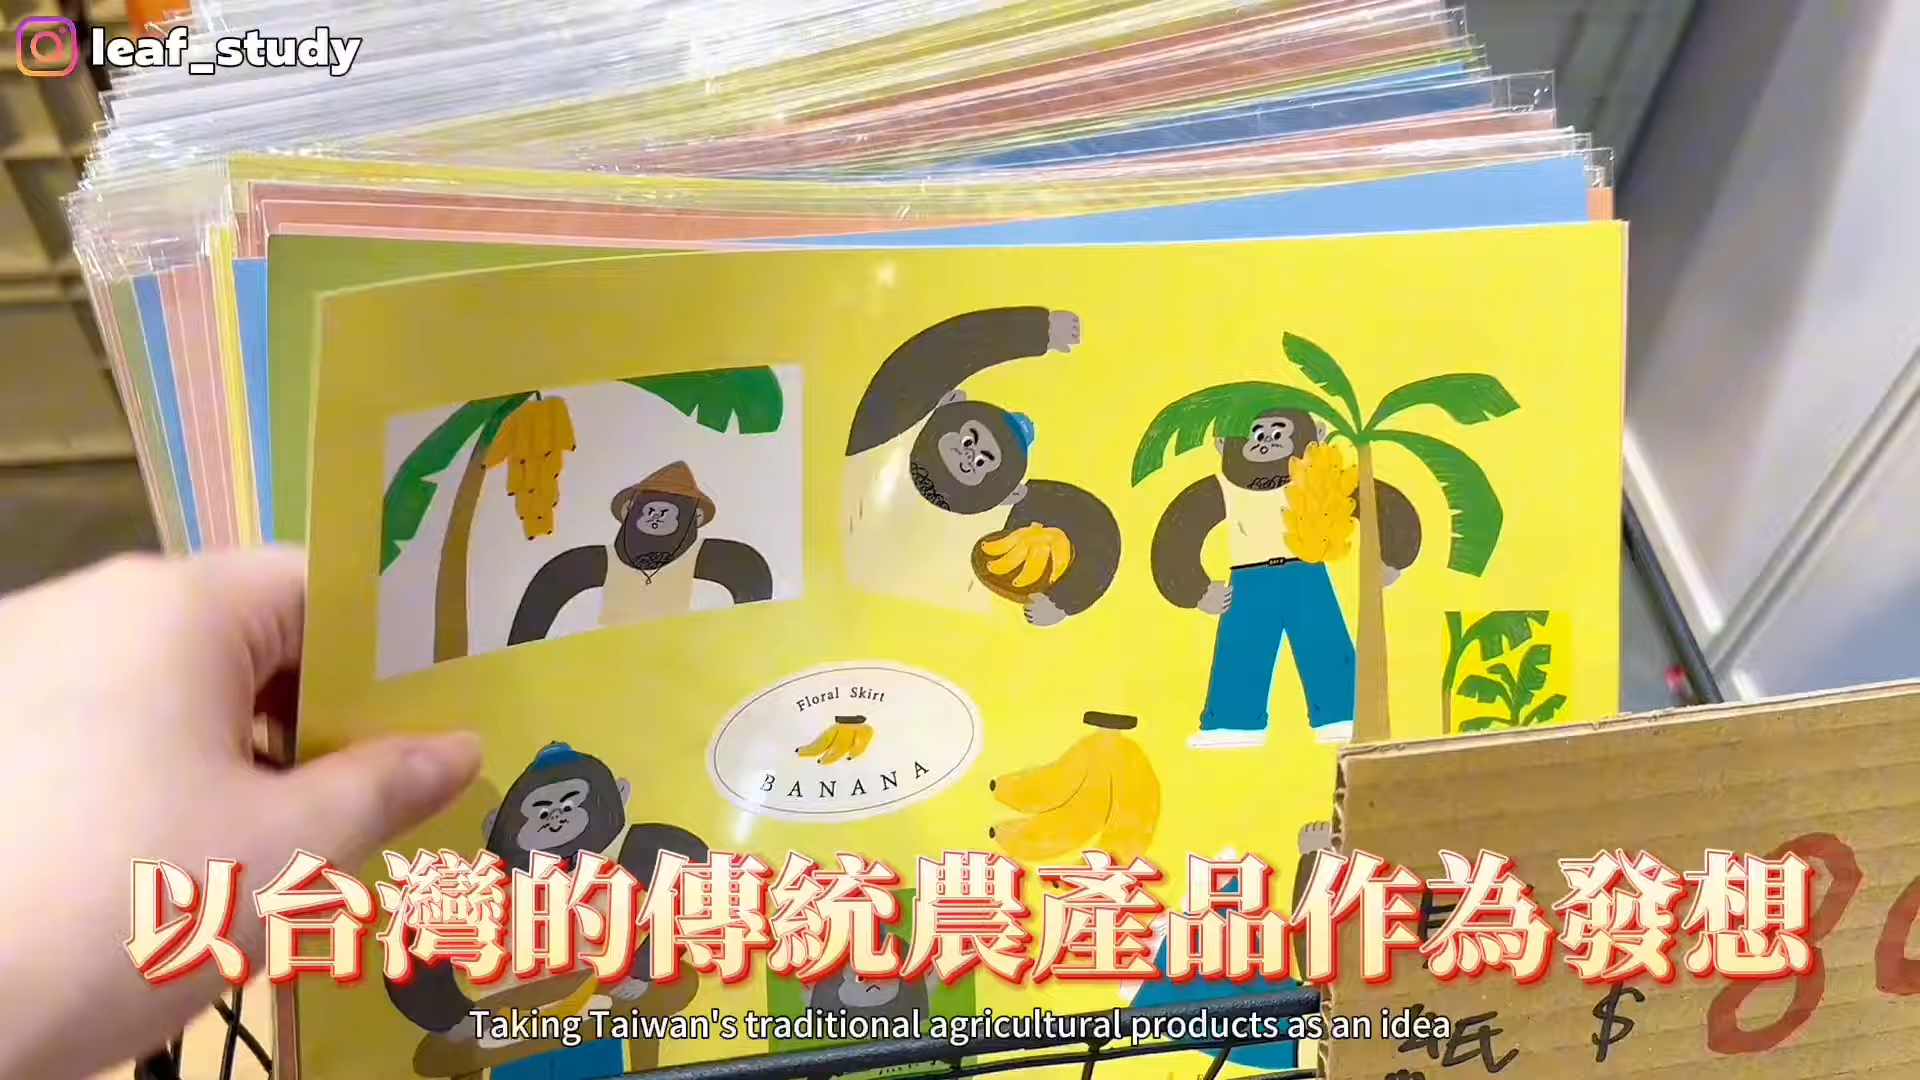 leaf_study
Floral Skirt
BANANA
以台灣的傳統農產品作為發想
Taking Taiwan's traditional agricultural products as an idea
紙 $